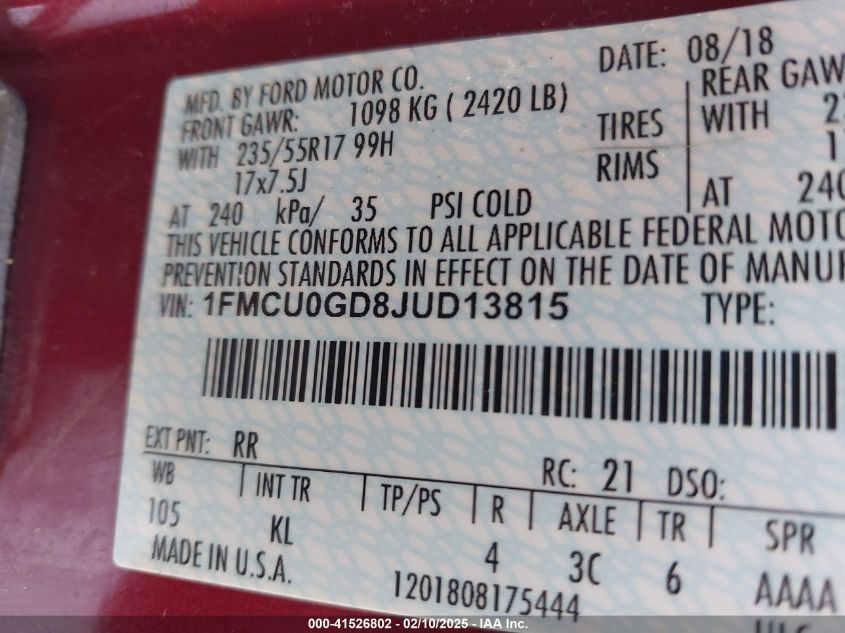 MFD. BY FORD MOTOR CO. DATE: 08/18
FRONT GAWR: 1098 KG ( 2420 LB) REAR GAW
WITH 235/55R17 99H TIRES WITH
17x7.5J RIMS
AT 240 kPa/ 35 PSI COLD AT 240
THIS VEHICLE CONFORMS TO ALL APPLICABLE FEDERAL MOTO
PREVENTION STANDARDS IN EFFECT ON THE DATE OF MANUF
VIN: 1FMCU0GD8JUD13815 TYPE:
EXT PNT: RR RC: 21 DSO:
WB INT TR TP/PS R AXLE TR SPR
105 KL 4 3C 6 AAAA
MADE IN U.S.A. 1201808175444
000-41526802 - 02/10/2025 - IAA Inc.